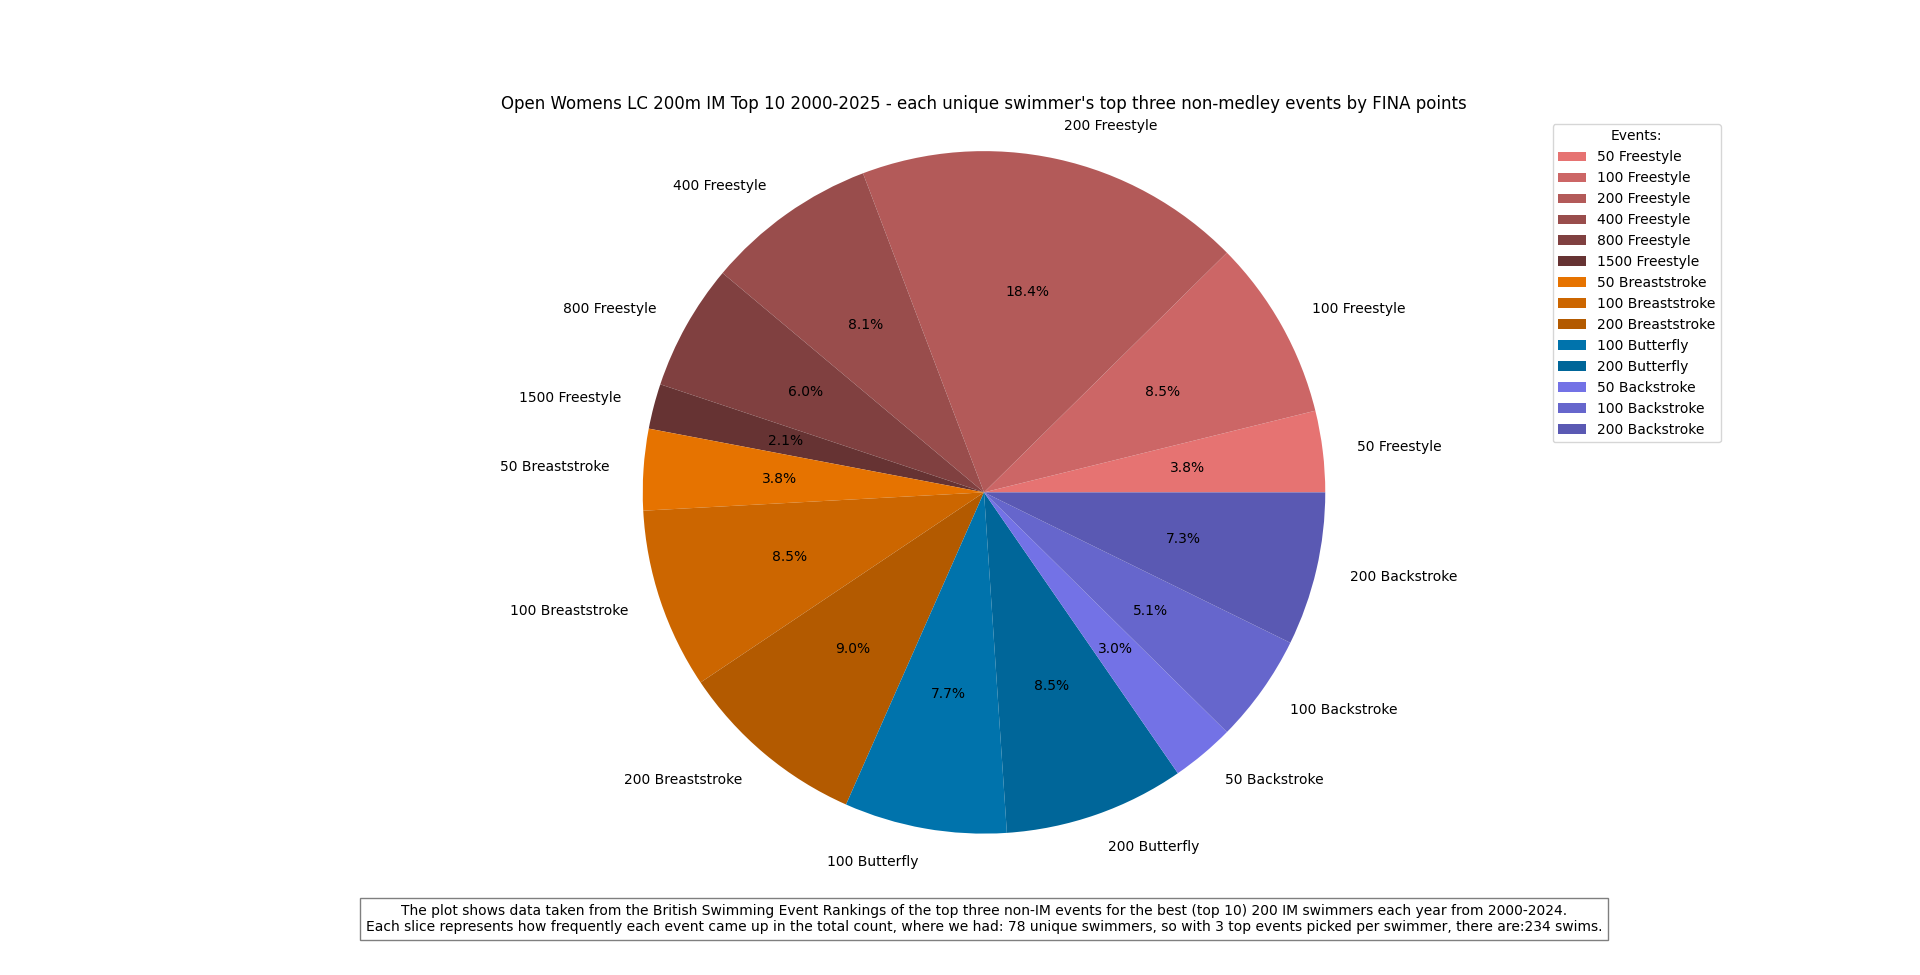 Open Womens LC 200m IM Top 10 2000-2025 - each unique swimmer's top three non-medley events by FINA points
200 Freestyle
400 Freestyle
800 Freestyle
1500 Freestyle
50 Breaststroke
100 Breaststroke
200 Breaststroke
100 Butterfly
200 Butterfly
50 Backstroke
100 Backstroke
200 Backstroke
50 Freestyle
100 Freestyle
18.4%
8.1%
6.0%
2.1%
3.8%
8.5%
9.0%
7.7%
8.5%
3.0%
5.1%
7.3%
3.8%
8.5%
Events:
50 Freestyle
100 Freestyle
200 Freestyle
400 Freestyle
800 Freestyle
1500 Freestyle
50 Breaststroke
100 Breaststroke
200 Breaststroke
100 Butterfly
200 Butterfly
50 Backstroke
100 Backstroke
200 Backstroke
The plot shows data taken from the British Swimming Event Rankings of the top three non-IM events for the best (top 10) 200 IM swimmers each year from 2000-2024.
Each slice represents how frequently each event came up in the total count, where we had: 78 unique swimmers, so with 3 top events picked per swimmer, there are:234 swims.